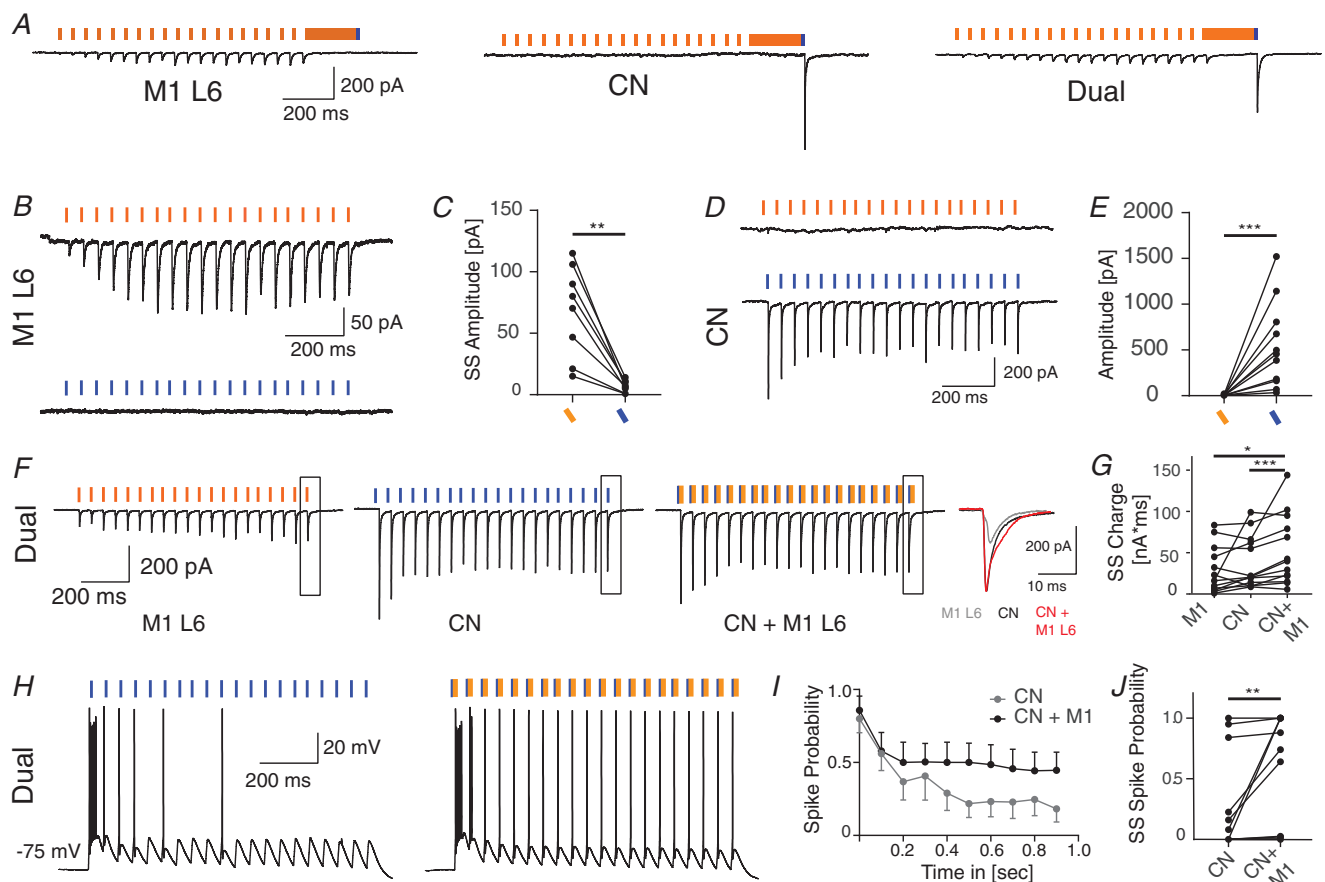 A
M1 L6
200 pA
200 ms
CN
Dual
B
M1 L6
50 pA
200 ms
C
SS Amplitude [pA]
150
100
50
0
**
D
CN
200 pA
200 ms
E
Amplitude [pA]
2000
1500
1000
500
0
***
F
Dual
200 pA
200 ms
M1 L6
CN
CN + M1 L6
200 pA
10 ms
M1 L6
CN
CN +
M1 L6
G
SS Charge
[nA*ms]
150
100
50
0
*
***
M1
CN
CN+
M1
H
Dual
-75 mV
20 mV
200 ms
I
Spike Probability
1.0
0.5
0
CN
CN + M1
0.2
0.4
0.6
0.8
1.0
Time in [sec]
J
SS Spike Probability
1.0
0.5
0
**
CN
CN+
M1